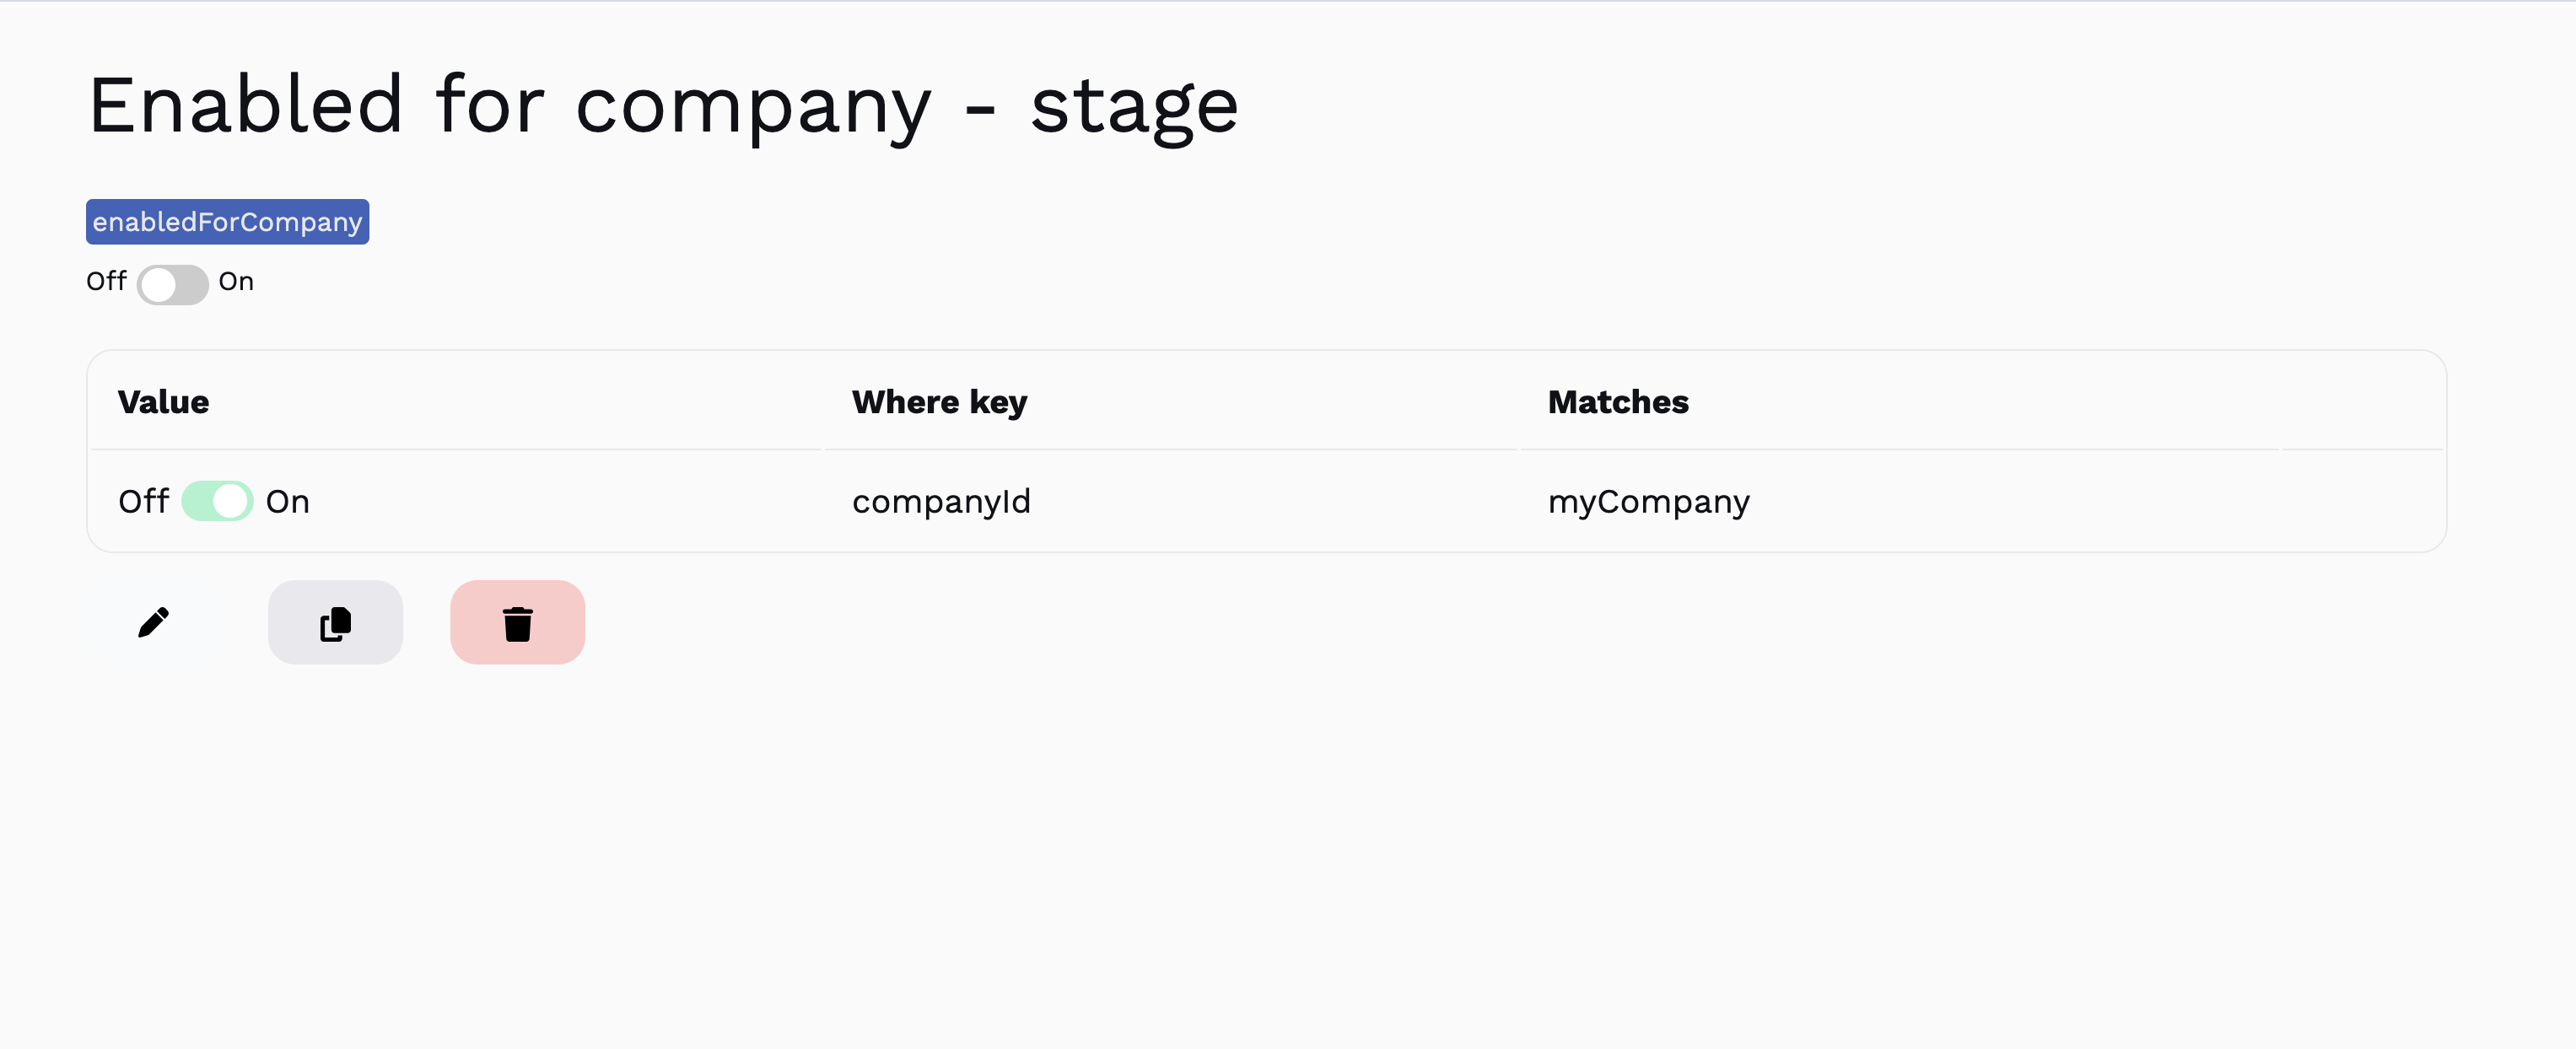 Enabled for company - stage
enabledForCompany
Off On
Value Where key Matches
Off On companyId myCompany